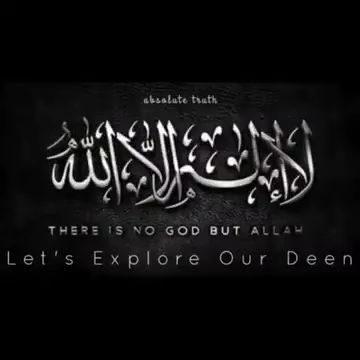 absolute truth
لا إله إلا الله
THERE IS NO GOD BUT ALLAH
Let's Explore Our Deen